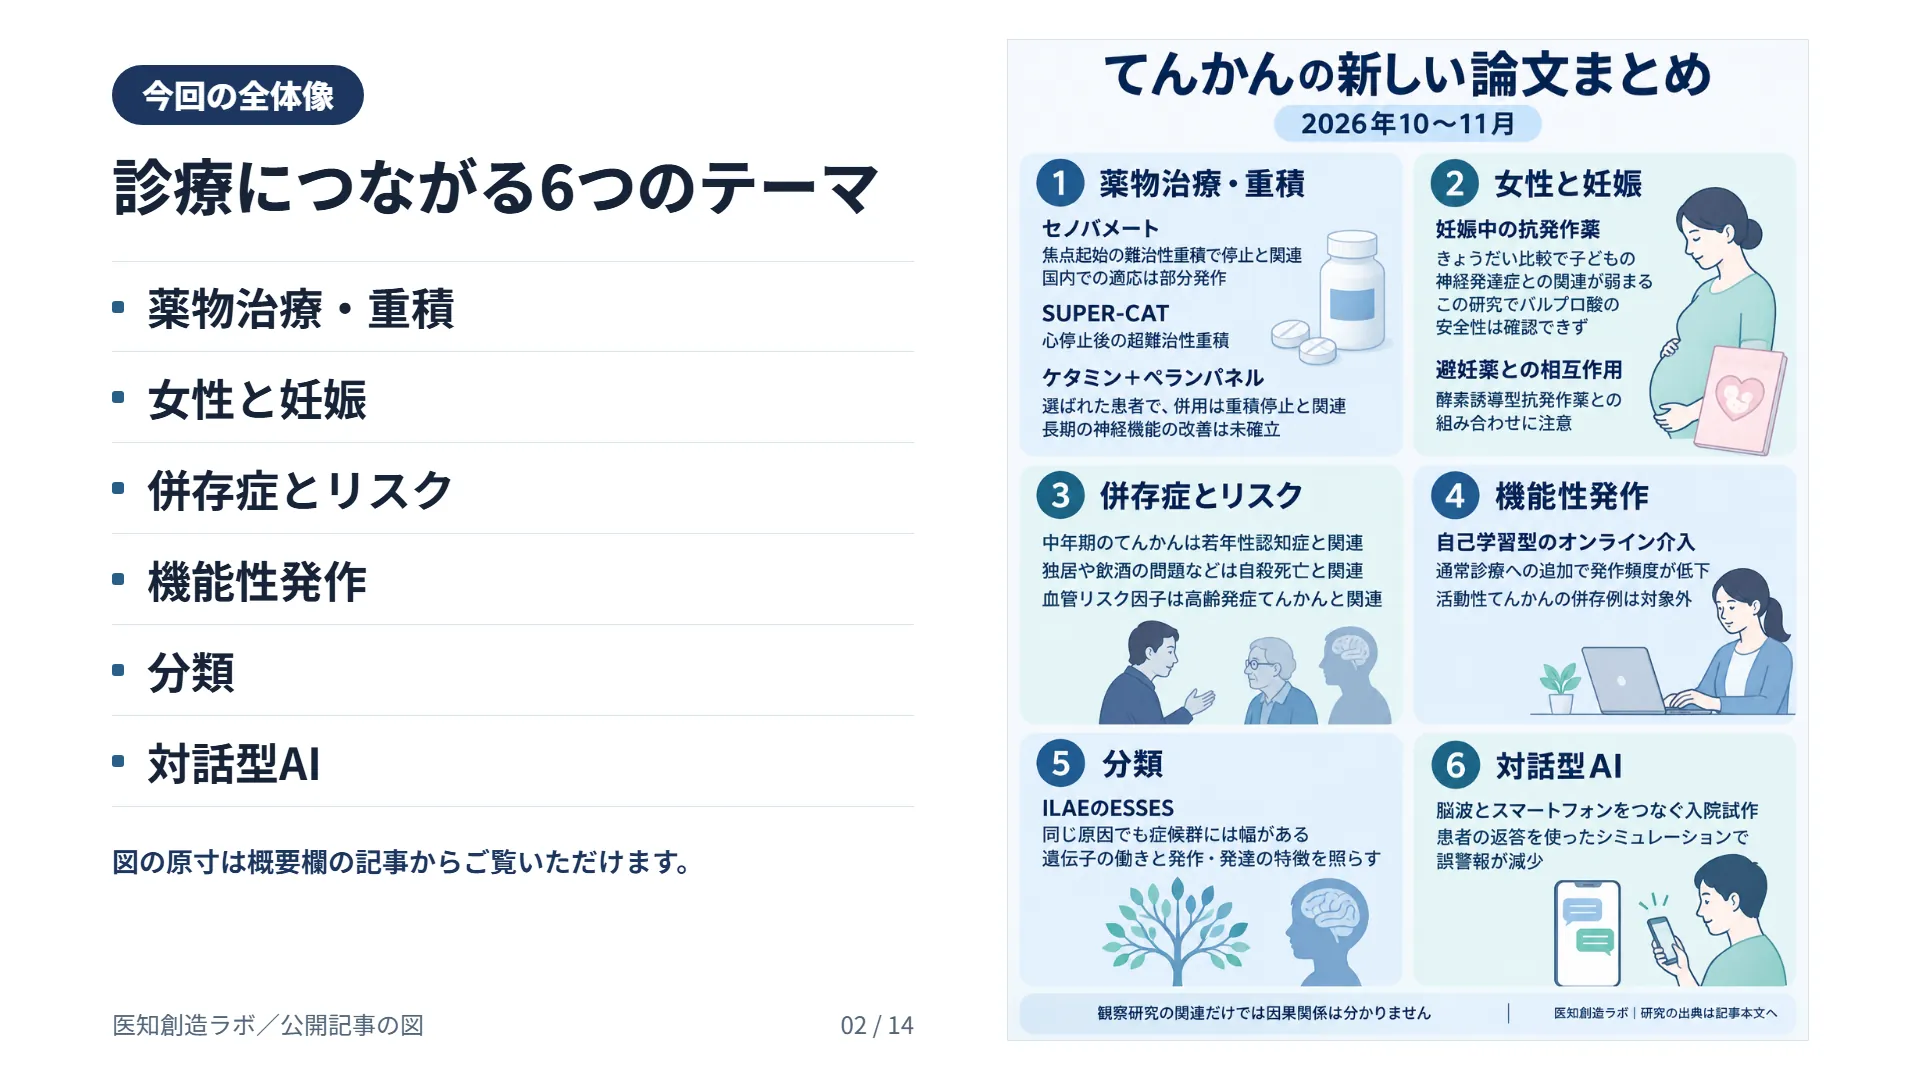 今回の全体像
診療につながる6つのテーマ
薬物治療・重積
女性と妊娠
併存症とリスク
機能性発作
分類
対話型AI
図の原寸は概要欄の記事からご覧いただけます。
医知創造ラボ／公開記事の図
02 / 14
てんかんの新しい論文まとめ
2026年10〜11月
1 薬物治療・重積
セノバメート
焦点起始の難治性重積で停止と関連
国内での適応は部分発作
SUPER-CAT
心停止後の超難治性重積
ケタミン＋ペランパネル
選ばれた患者で、併用は重積停止と関連
長期の神経機能の改善は未確立
2 女性と妊娠
妊娠中の抗発作薬
きょうだい比較で子どもの
神経発達症との関連が弱まる
この研究でバルプロ酸の
安全性は確認できず
避妊薬との相互作用
酵素誘導型抗発作薬との
組み合わせに注意
3 併存症とリスク
中年期のてんかんは若年性認知症と関連
独居や飲酒の問題などは自殺死亡と関連
血管リスク因子は高齢発症てんかんと関連
4 機能性発作
自己学習型のオンライン介入
通常診療への追加で発作頻度が低下
活動性てんかんの併存例は対象外
5 分類
ILAEのESSES
同じ原因でも症候群には幅がある
遺伝子の働きと発作・発達の特徴を照らす
6 対話型AI
脳波とスマートフォンをつなぐ入院試作
患者の返答を使ったシミュレーションで
誤警報が減少
観察研究の関連だけでは因果関係は分かりません
医知創造ラボ｜研究の出典は記事本文へ